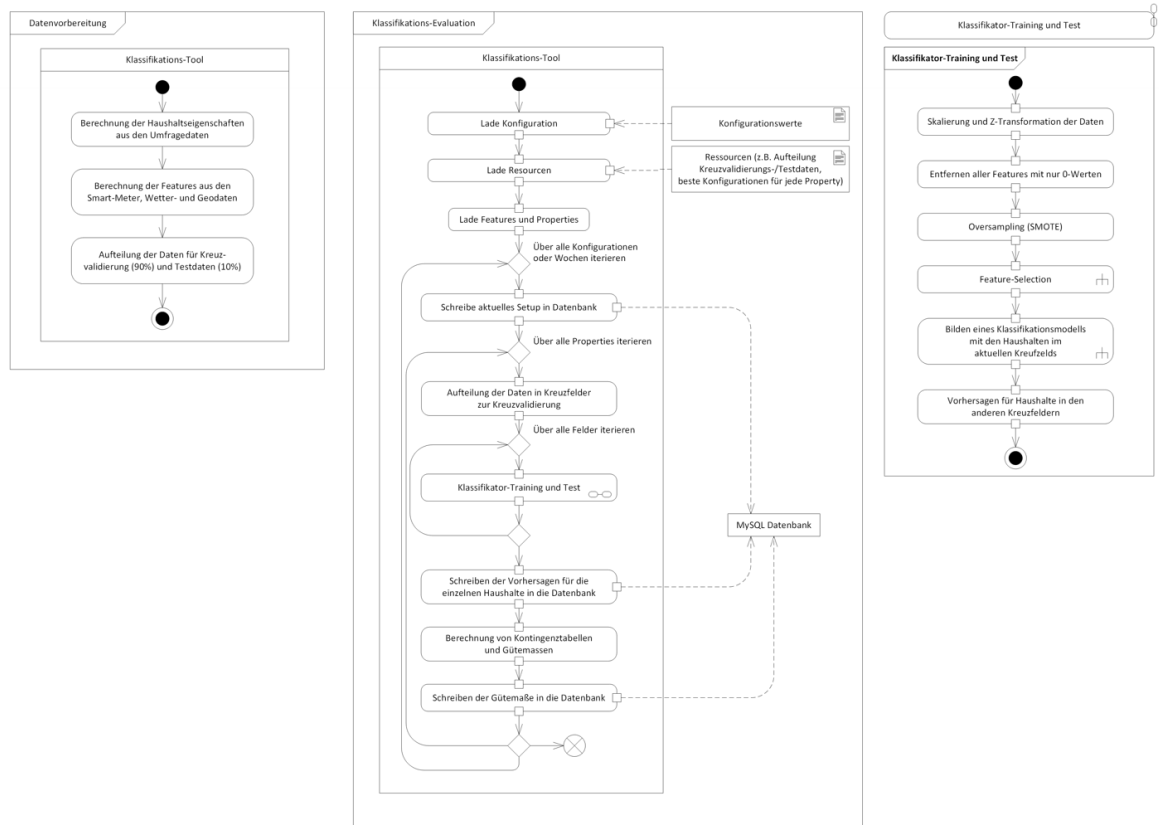 Datenvorbereitung
Klassifikations-Tool
Berechnung der Haushaltseigenschaften
aus den Umfragedaten
Berechnung der Features aus den
Smart-Meter, Wetter- und Geodaten
Aufteilung der Daten für Kreuz-
validierung (90%) und Testdaten (10%)
Klassifikations-Evaluation
Klassifikations-Tool
Lade Konfiguration
Konfigurationswerte
Lade Resourcen
Ressourcen (z.B. Aufteilung
Kreuzvalidierungs-/Testdaten,
beste Konfigurationen für jede Property)
Lade Features und Properties
Über alle Konfigurationen
oder Wochen iterieren
Schreibe aktuelles Setup in Datenbank
Über alle Properties iterieren
Aufteilung der Daten in Kreuzfelder
zur Kreuzvalidierung
Über alle Felder iterieren
Klassifikator-Training und Test
MySQL Datenbank
Schreiben der Vorhersagen für die
einzelnen Haushalte in die Datenbank
Berechnung von Kontingenztabellen
und Gütemassen
Schreiben der Gütemaße in die Datenbank
Klassifikator-Training und Test
Klassifikator-Training und Test
Skalierung und Z-Transformation der Daten
Entfernen aller Features mit nur 0-Werten
Oversampling (SMOTE)
Feature-Selection
Bilden eines Klassifikationsmodells
mit den Haushalten im
aktuellen Kreufzelds
Vorhersagen für Haushalte in den
anderen Kreuzfeldern